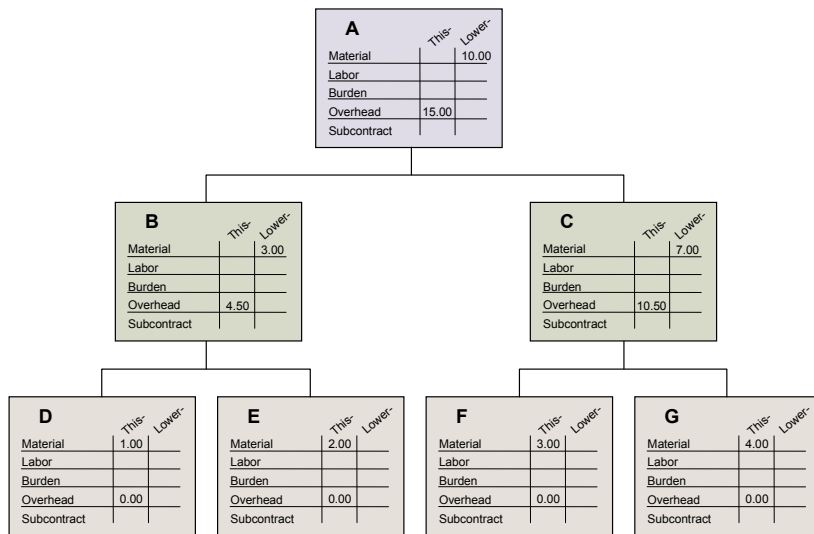 A
This- Lower-
Material 10.00
Labor
Burden
Overhead 15.00
Subcontract
B
This- Lower-
Material 3.00
Labor
Burden
Overhead 4.50
Subcontract
C
This- Lower-
Material 7.00
Labor
Burden
Overhead 10.50
Subcontract
D
This- Lower-
Material 1.00
Labor
Burden
Overhead 0.00
Subcontract
E
This- Lower-
Material 2.00
Labor
Burden
Overhead 0.00
Subcontract
F
This- Lower-
Material 3.00
Labor
Burden
Overhead 0.00
Subcontract
G
This- Lower-
Material 4.00
Labor
Burden
Overhead 0.00
Subcontract